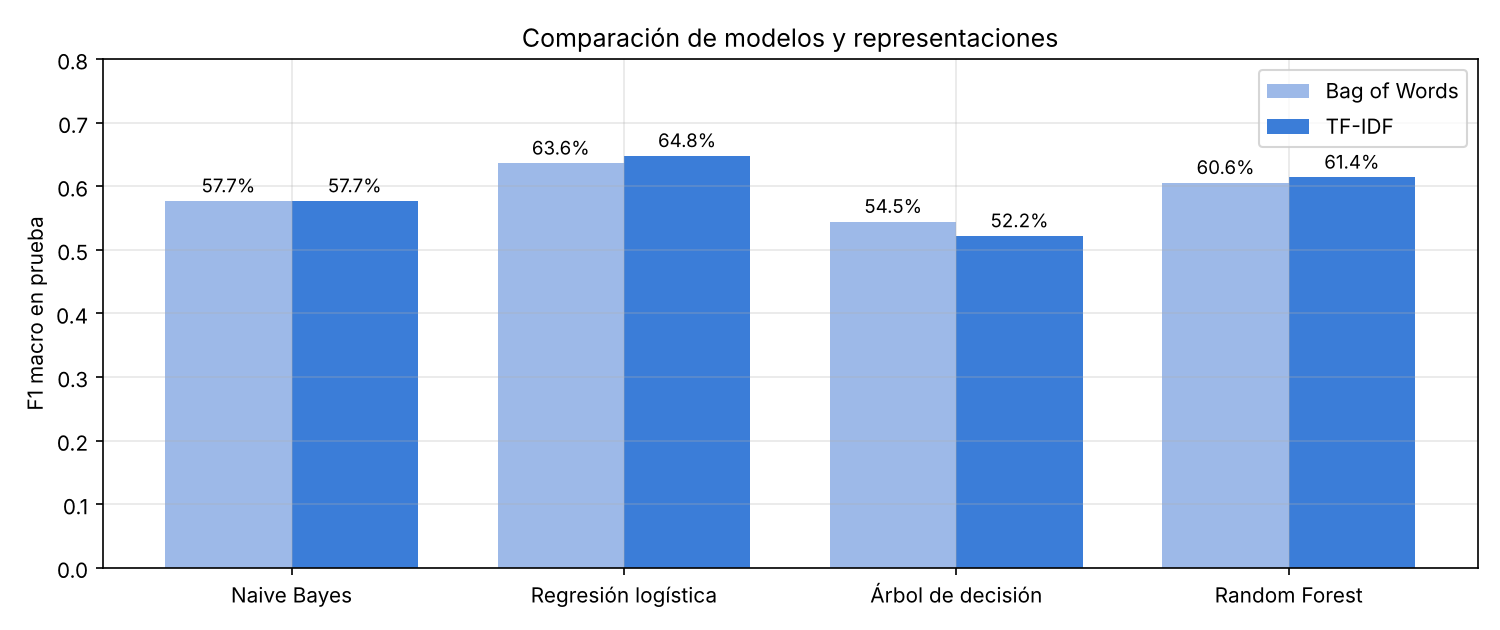 Comparación de modelos y representaciones
F1 macro en prueba
0.8
0.7
0.6
0.5
0.4
0.3
0.2
0.1
0.0
Bag of Words
TF-IDF
57.7%
57.7%
63.6%
64.8%
54.5%
52.2%
60.6%
61.4%
Naive Bayes
Regresión logística
Árbol de decisión
Random Forest